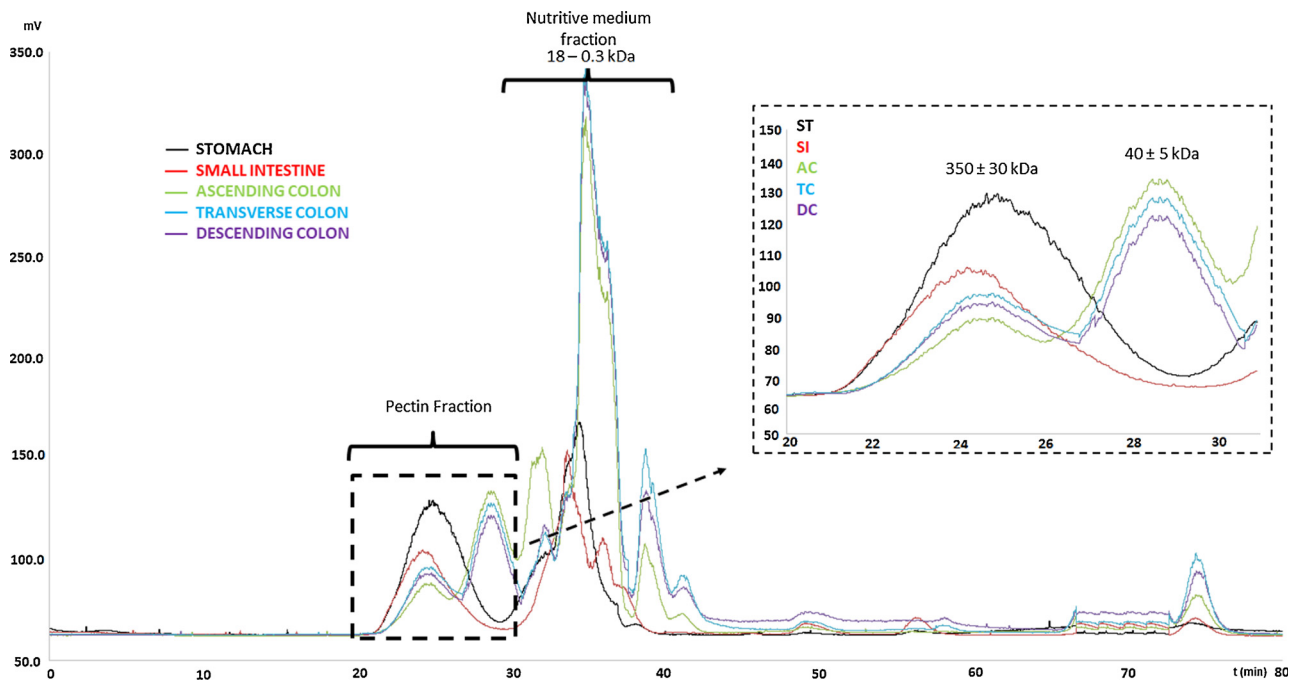 Nutritive medium
fraction
18 – 0.3 kDa
mV
350.0
300.0
250.0
200.0
150.0
100.0
50.0
STOMACH
SMALL INTESTINE
ASCENDING COLON
TRANSVERSE COLON
DESCENDING COLON
Pectin Fraction
0
10
20
30
40
50
60
70
t (min)
80
ST
SI
AC
TC
DC
350 ± 30 kDa
40 ± 5 kDa
150
140
130
120
110
100
90
80
70
60
50
20
22
24
26
28
30